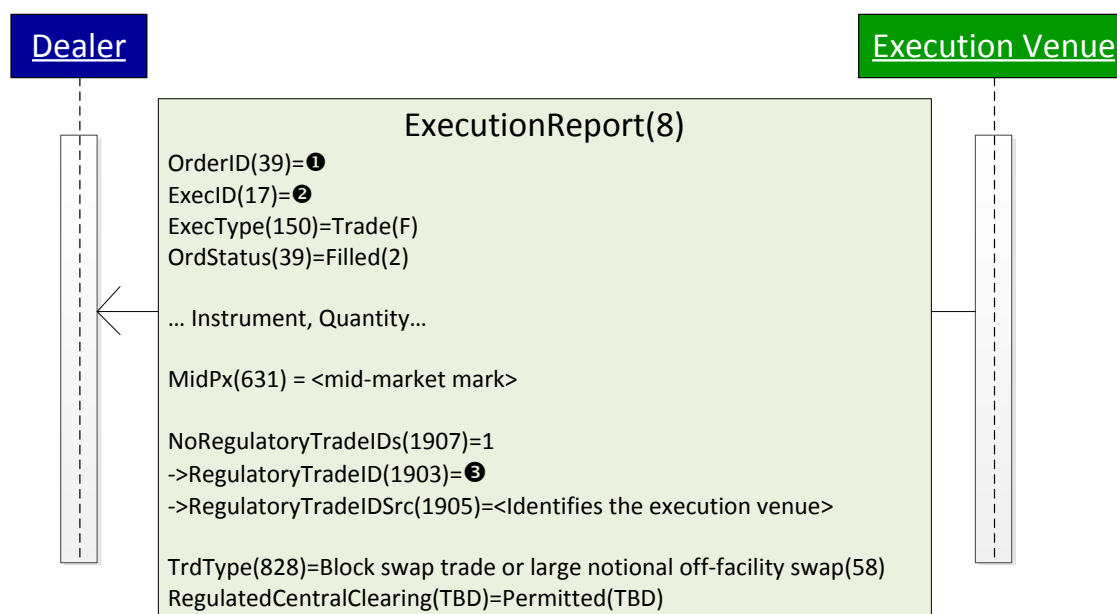 Dealer
Execution Venue
ExecutionReport(8)
OrderID(39)=❶
ExecID(17)=❷
ExecType(150)=Trade(F)
OrdStatus(39)=Filled(2)
... Instrument, Quantity...
MidPx(631) = <mid-market mark>
NoRegulatoryTradeIDs(1907)=1
->RegulatoryTradeID(1903)=❸
->RegulatoryTradeIDSrc(1905)=<Identifies the execution venue>
TrdType(828)=Block swap trade or large notional off-facility swap(58)
RegulatedCentralClearing(TBD)=Permitted(TBD)